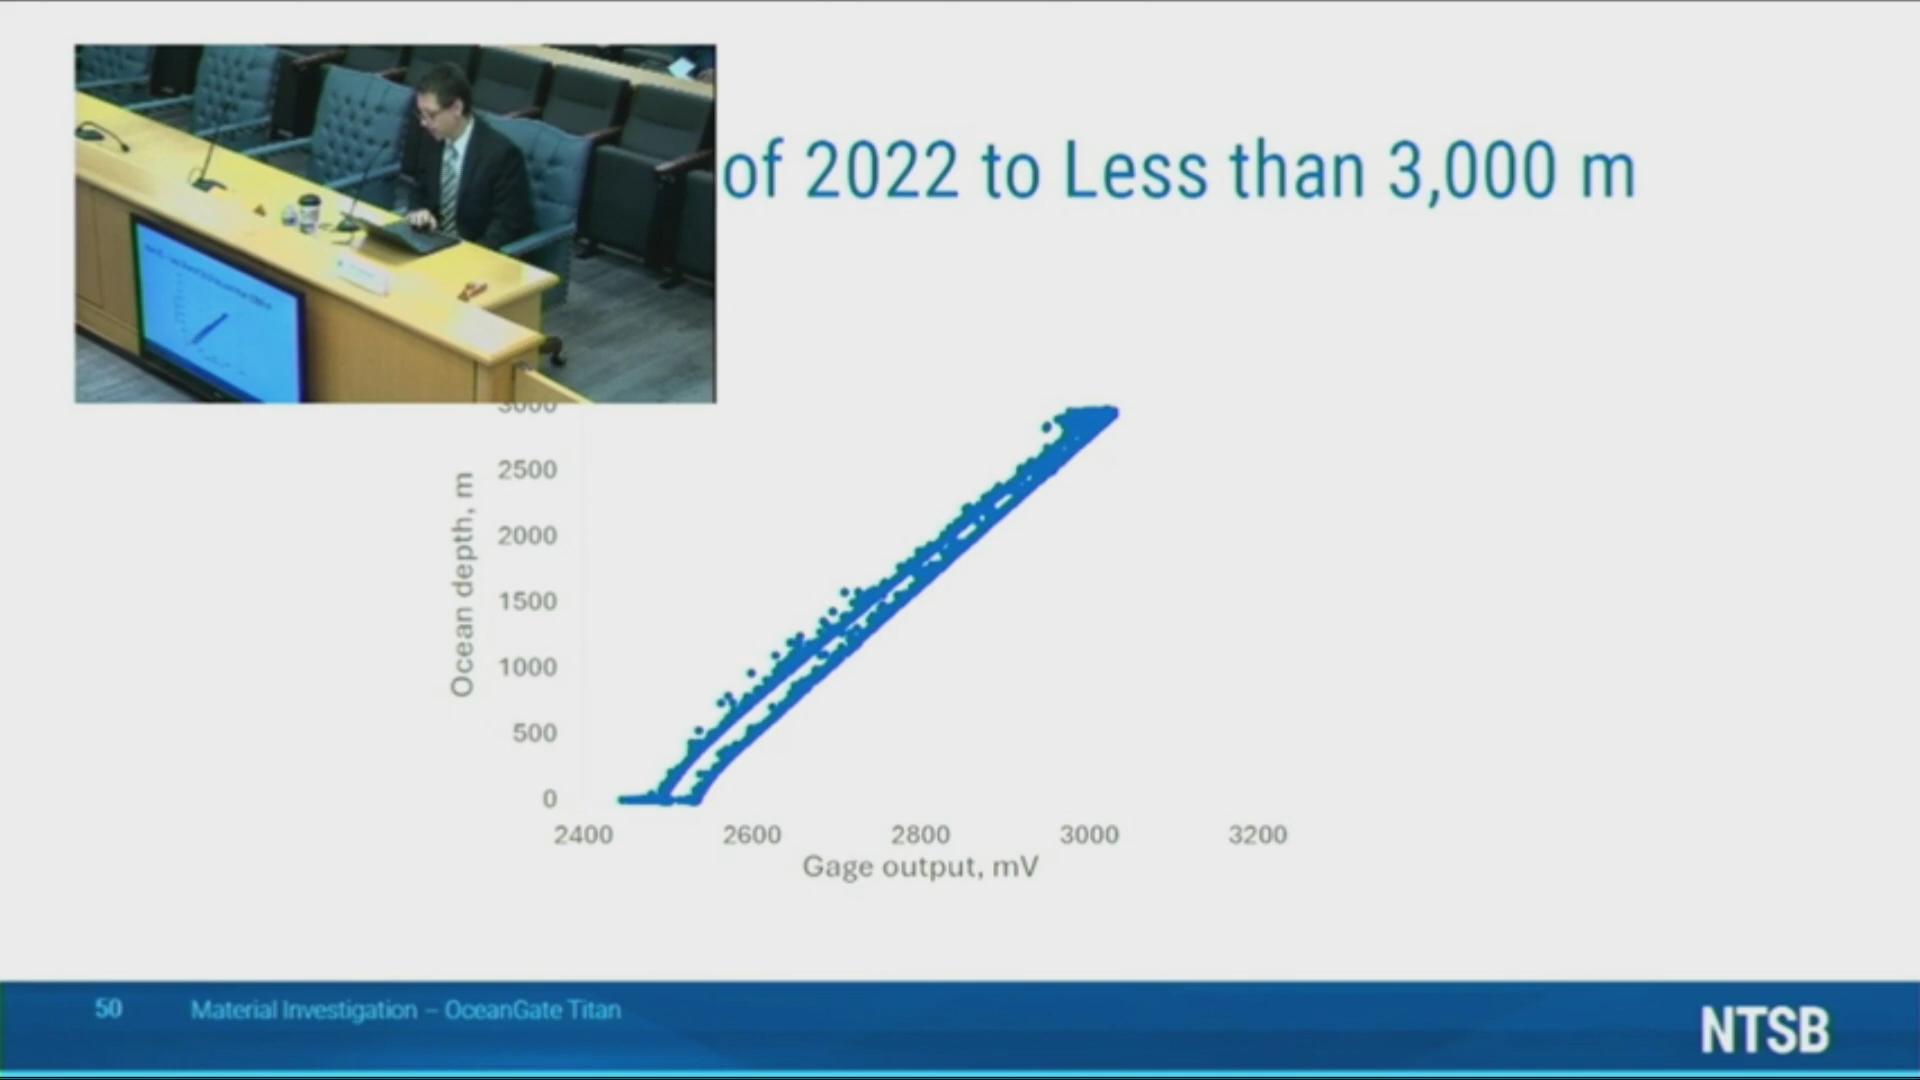 of 2022 to Less than 3,000 m
3000
2500
2000
1500
1000
500
0
Ocean depth, m
2400 2600 2800 3000 3200
Gage output, mV
50 Material Investigation – OceanGate Titan
NTSB